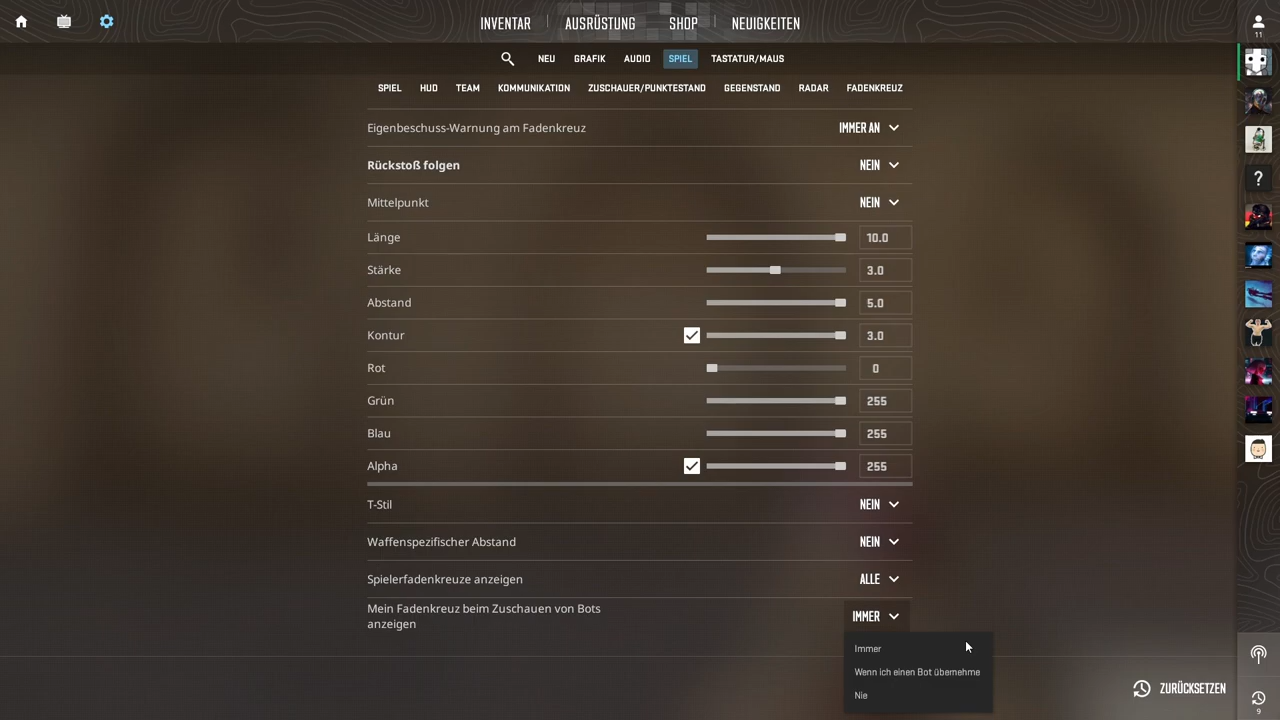 INVENTAR AUSRÜSTUNG SHOP NEUIGKEITEN
11
NEU GRAFIK AUDIO SPIEL TASTATUR/MAUS
SPIEL HUD TEAM KOMMUNIKATION ZUSCHAUER/PUNKTESTAND GEGENSTAND RADAR FADENKREUZ
Eigenbeschuss-Warnung am Fadenkreuz IMMER AN
Rückstoß folgen NEIN
?
Mittelpunkt NEIN
Länge 10.0
Stärke 3.0
Abstand 5.0
Kontur 3.0
Rot 0
Grün 255
Blau 255
Alpha 255
T-Stil NEIN
Waffenspezifischer Abstand NEIN
Spielerfadenkreuze anzeigen ALLE
Mein Fadenkreuz beim Zuschauen von Bots
anzeigen
IMMER
Immer
Wenn ich einen Bot übernehme
Nie
ZURÜCKSETZEN
9